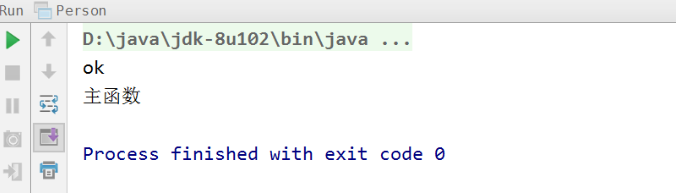 Run Person
D:\java\jdk-8u102\bin\java ...
ok
主函数
Process finished with exit code 0